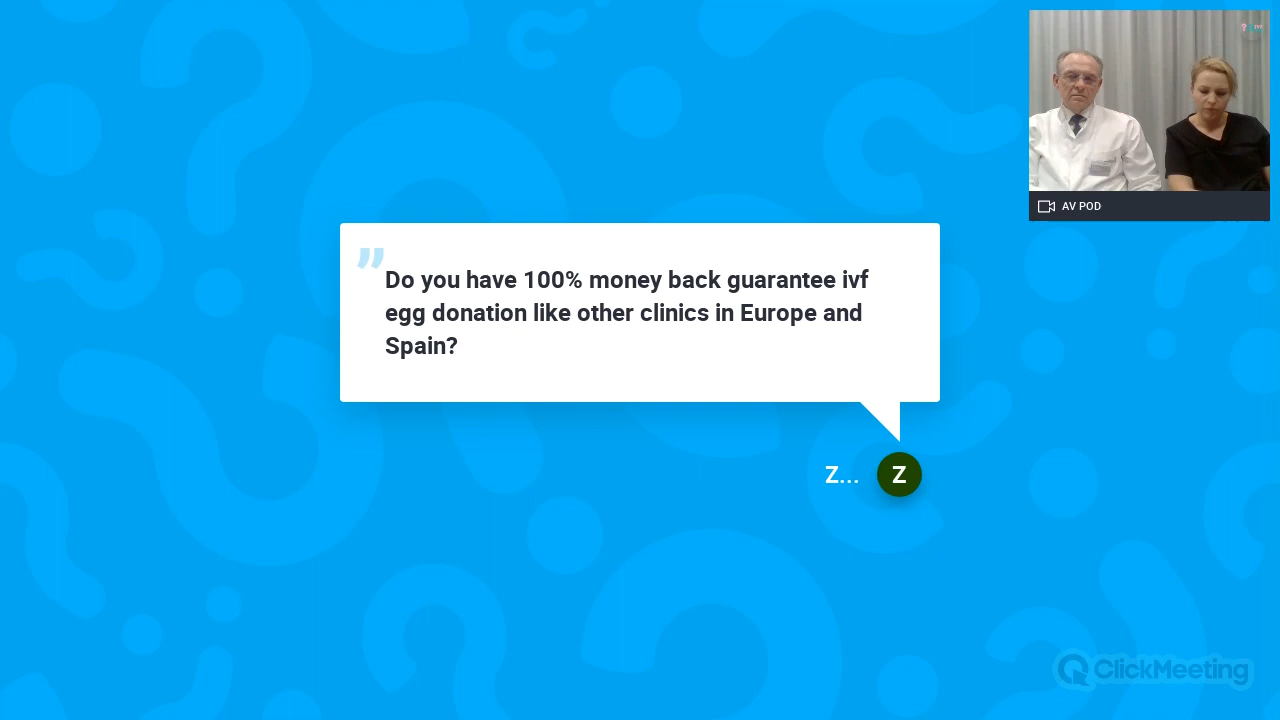 AV POD
Do you have 100% money back guarantee ivf
egg donation like other clinics in Europe and
Spain?
Z... Z
ClickMeeting